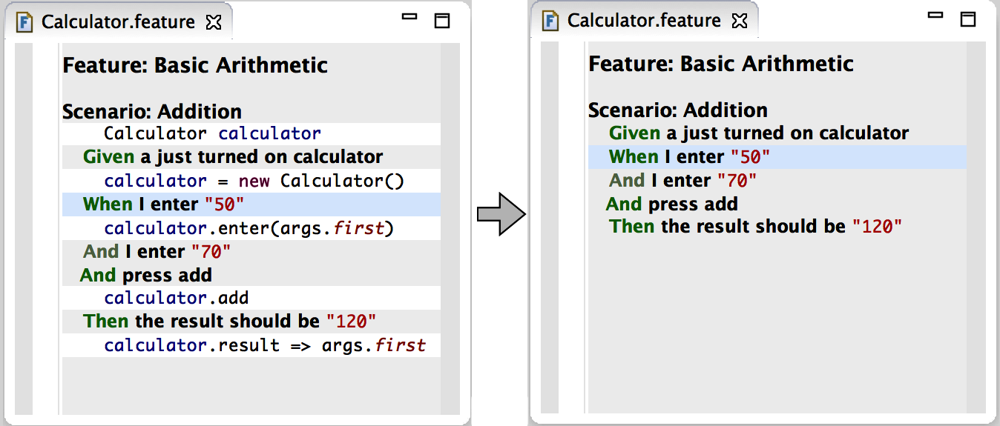 Calculator.feature
Feature: Basic Arithmetic
Scenario: Addition
Calculator calculator
Given a just turned on calculator
calculator = new Calculator()
When I enter "50"
calculator.enter(args.first)
And I enter "70"
And press add
calculator.add
Then the result should be "120"
calculator.result => args.first
Calculator.feature
Feature: Basic Arithmetic
Scenario: Addition
Given a just turned on calculator
When I enter "50"
And I enter "70"
And press add
Then the result should be "120"